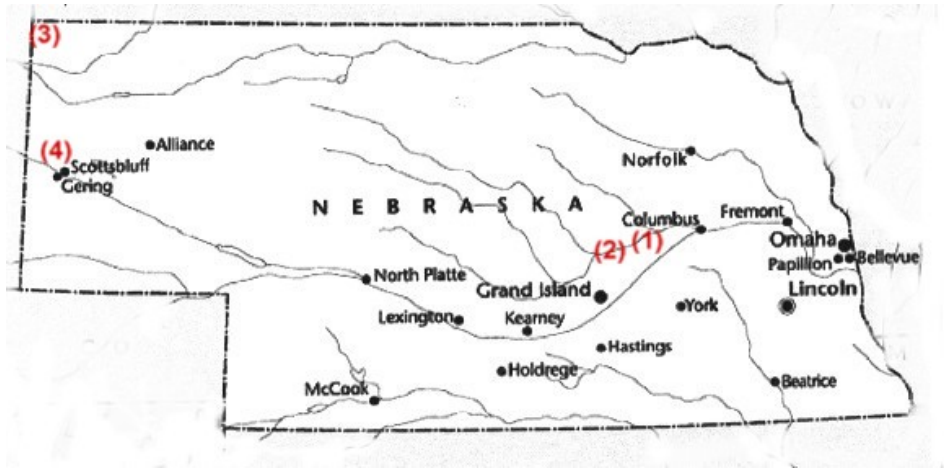 (3)
Alliance
(4)
Scottsbluff
Gering
Norfolk
NEBRASKA
Columbus
Fremont
(2)
(1)
Omaha
Papillion
Bellevue
North Platte
Grand Island
Lincoln
Lexington
Kearney
York
Hastings
Holdrege
McCook
Beatrice